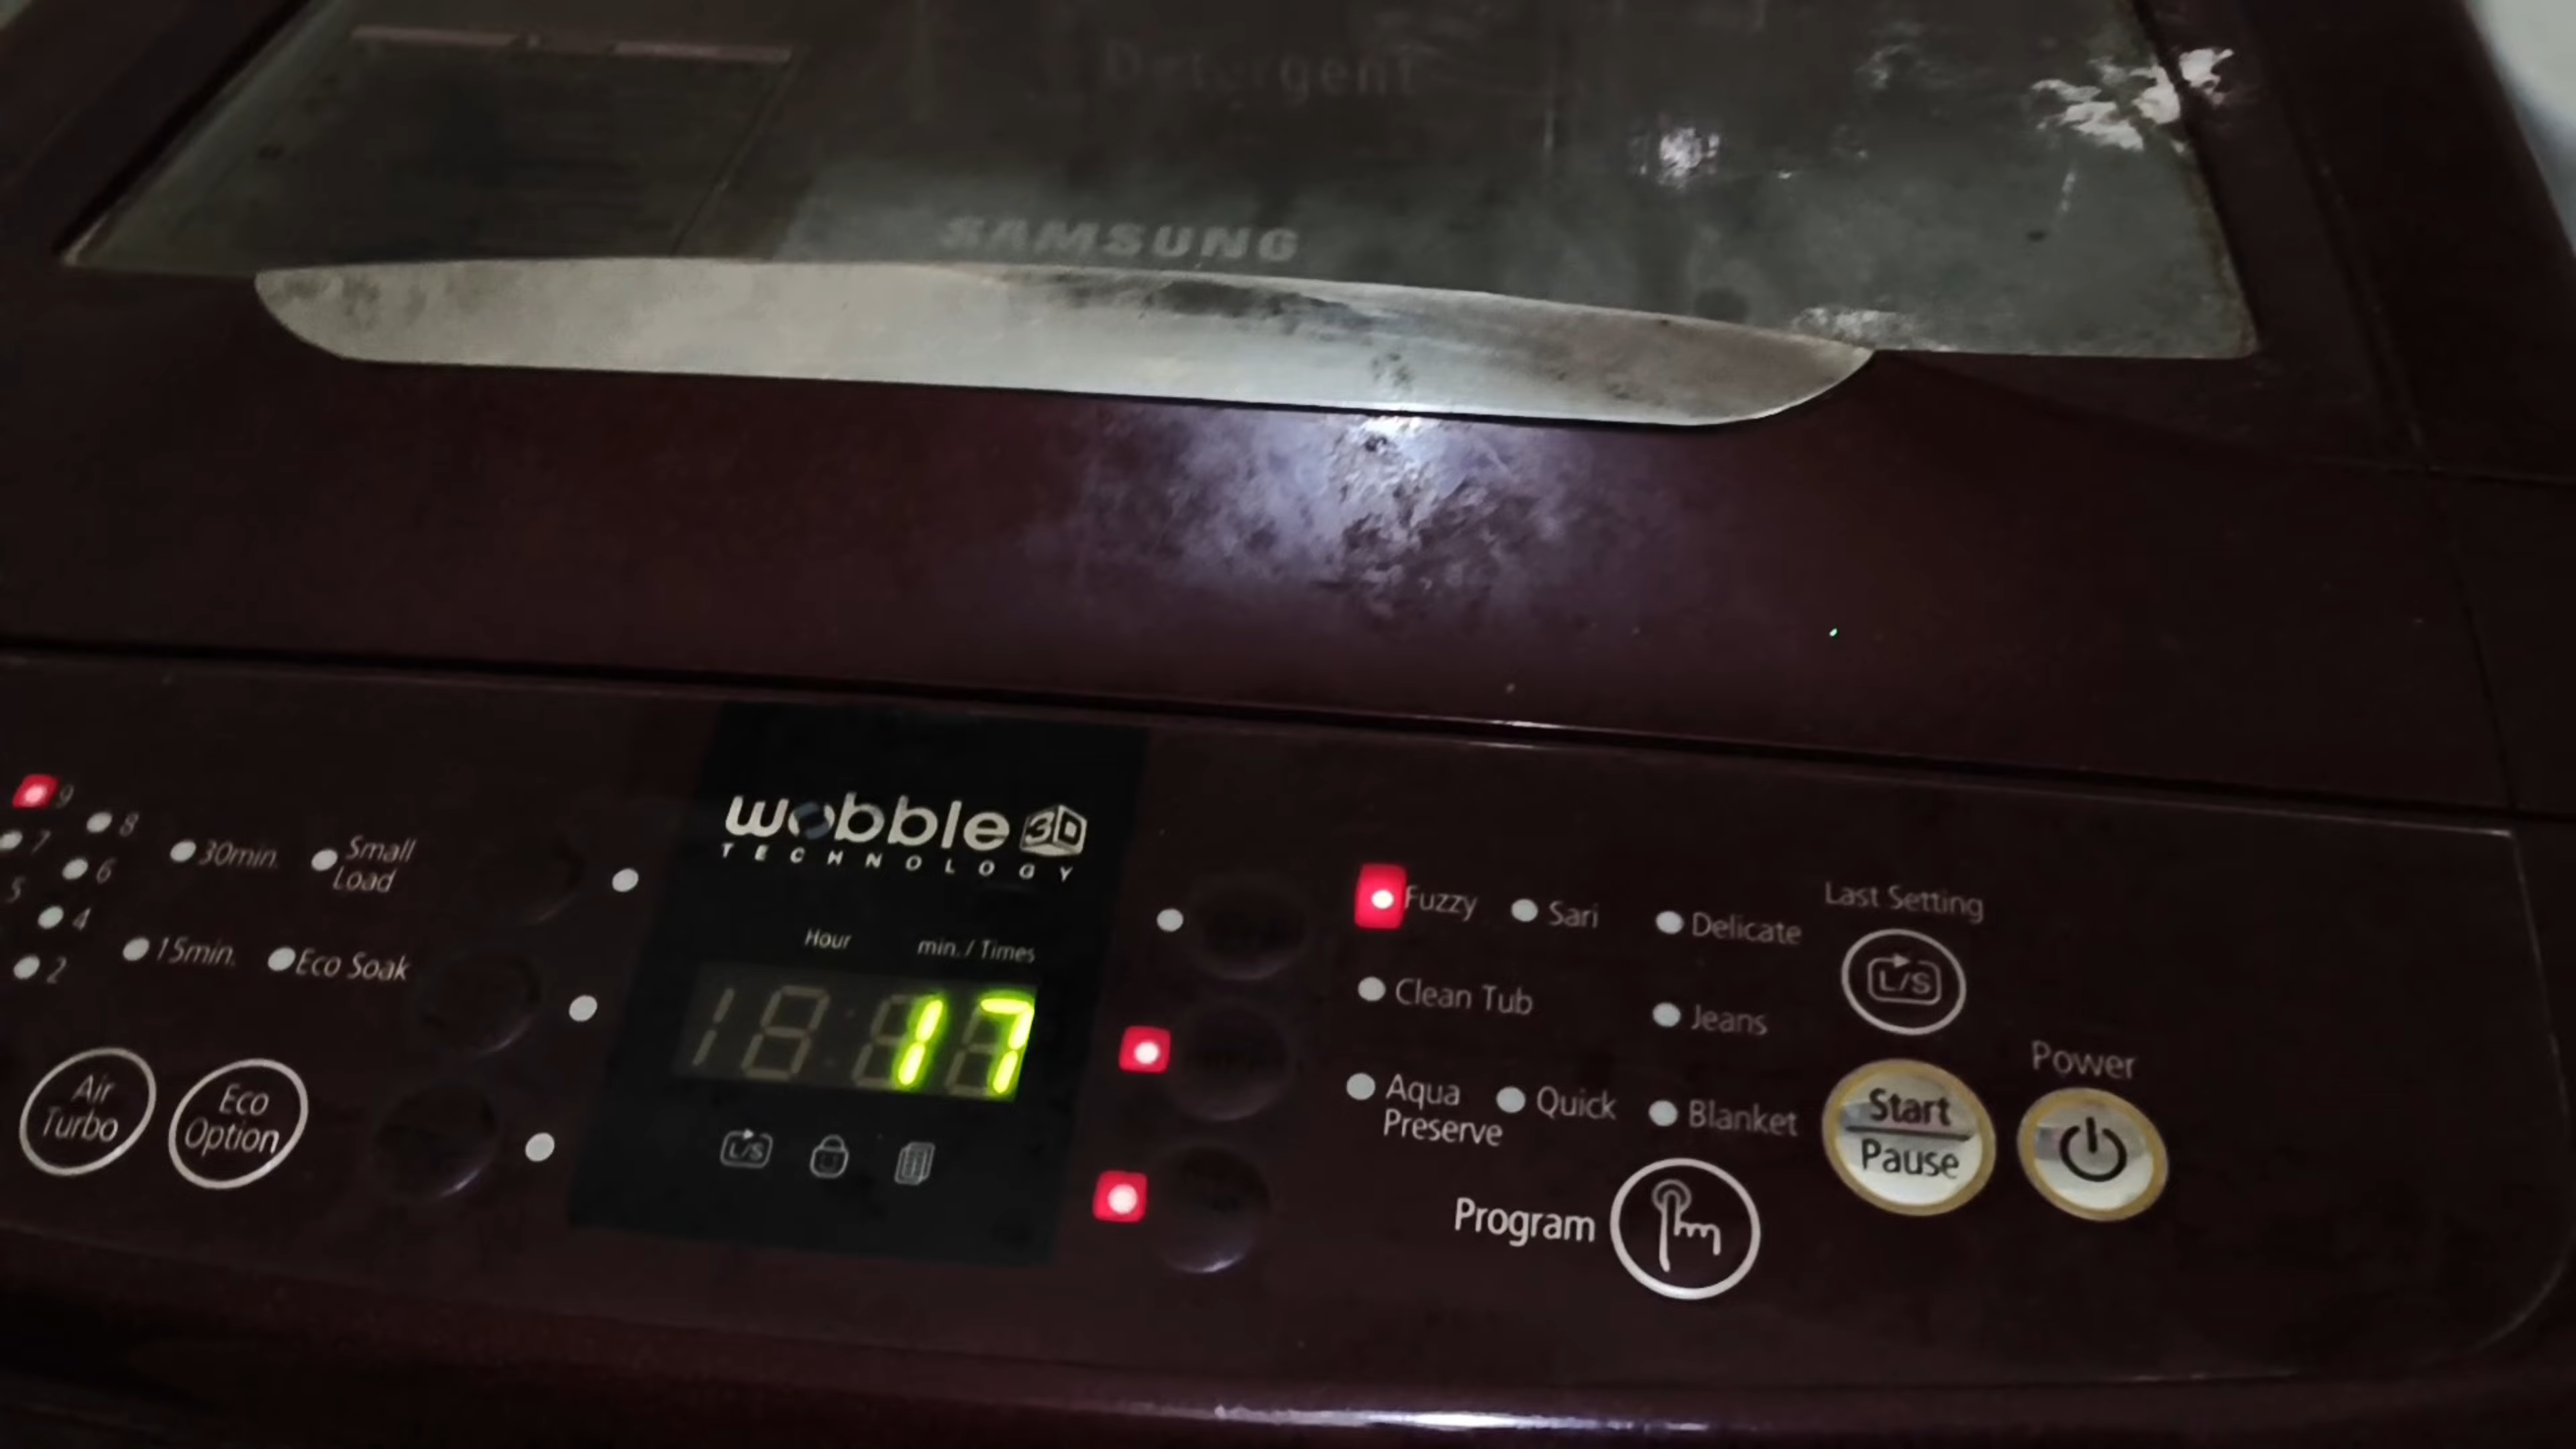 Detergent
SAMSUNG
wobble 3D
TECHNOLOGY
Hour min./Times
18:88
17
L/S
9
7 8
5 6
4
2
30min. Small Load
15min. Eco Soak
Air Turbo
Eco Option
Fuzzy Sari Delicate
Clean Tub Jeans
Aqua Preserve Quick Blanket
Program
Last Setting
L/S
Start
Pause
Power